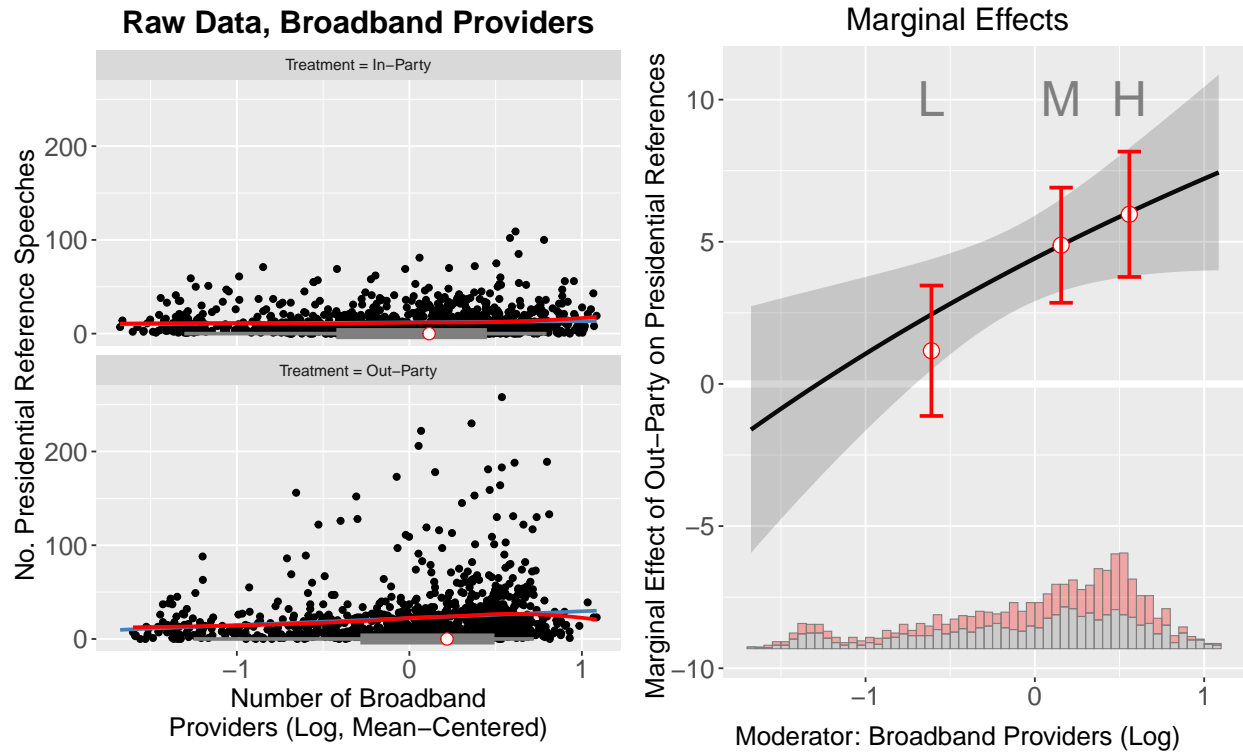 Raw Data, Broadband Providers
Treatment = In−Party
200
100
0
Treatment = Out−Party
200
100
0
−1
0
1
No. Presidential Reference Speeches
Number of Broadband
Providers (Log, Mean−Centered)
Marginal Effects
L
M
H
10
5
0
−5
−10
−1
0
1
Marginal Effect of Out−Party on Presidential References
Moderator: Broadband Providers (Log)